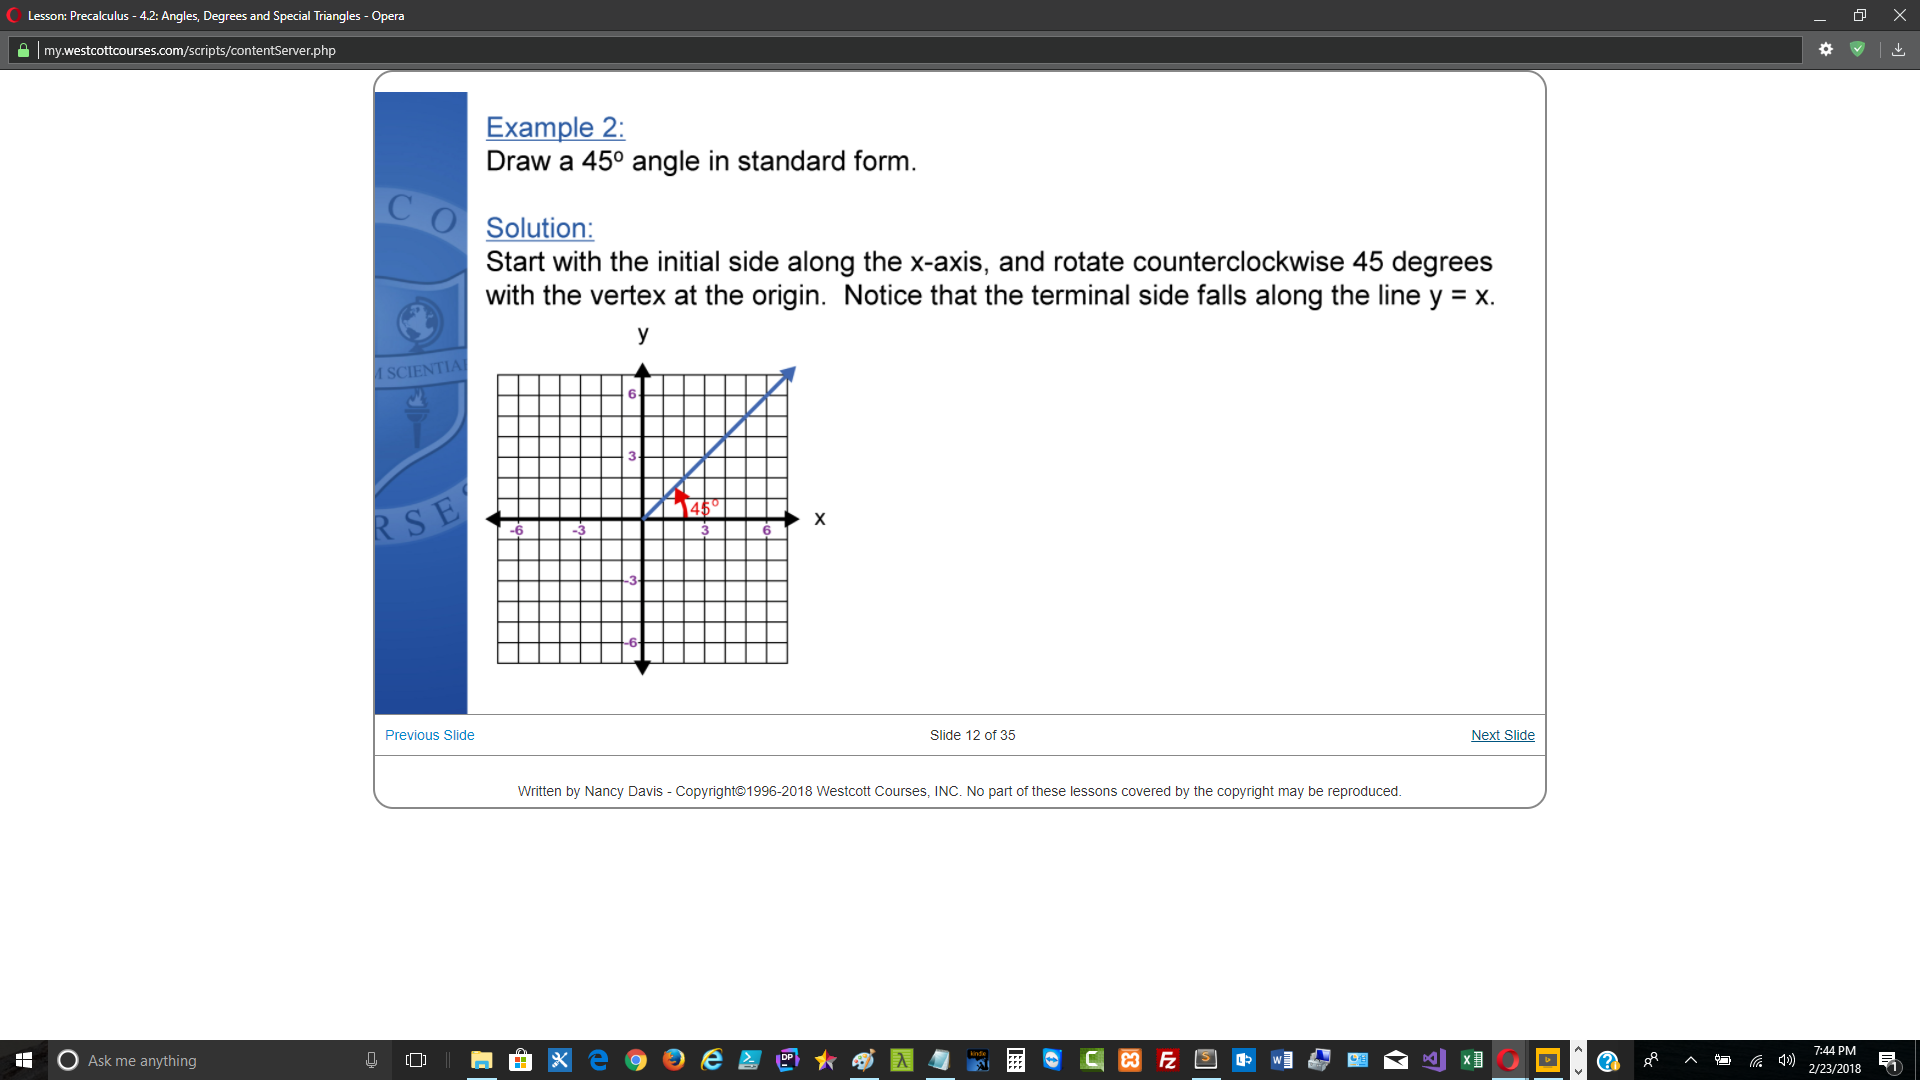 Lesson: Precalculus - 4.2: Angles, Degrees and Special Triangles - Opera
my.westcottcourses.com/scripts/contentServer.php
Example 2:
Draw a 45º angle in standard form.
Solution:
Start with the initial side along the x-axis, and rotate counterclockwise 45 degrees
with the vertex at the origin.  Notice that the terminal side falls along the line y = x.
y
6
3
45º
x
-6 -3 3 6
-3
-6
C O
M SCIENTIA
R S E S
Previous Slide
Slide 12 of 35
Next Slide
Written by Nancy Davis - Copyright©1996-2018 Westcott Courses, INC. No part of these lessons covered by the copyright may be reproduced.
Ask me anything
DP
kindle
7:44 PM
2/23/2018
1